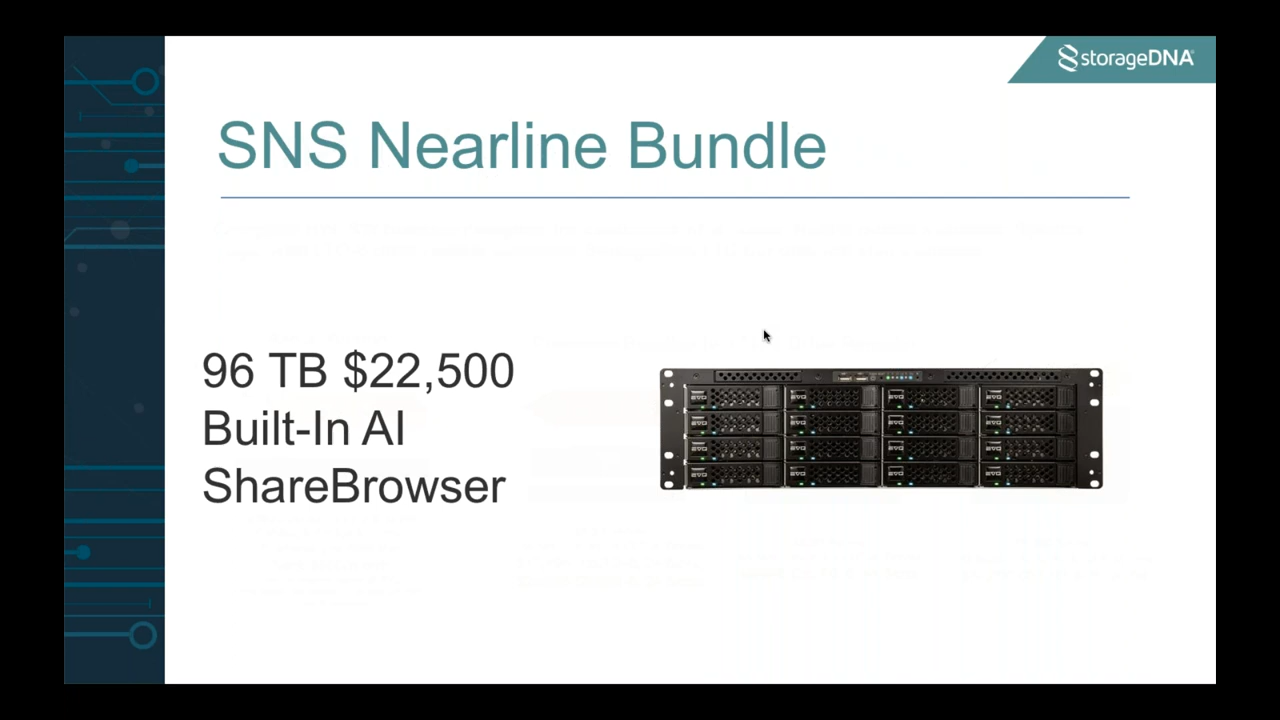 storageDNA
SNS Nearline Bundle
96 TB $22,500
Built-In AI
ShareBrowser